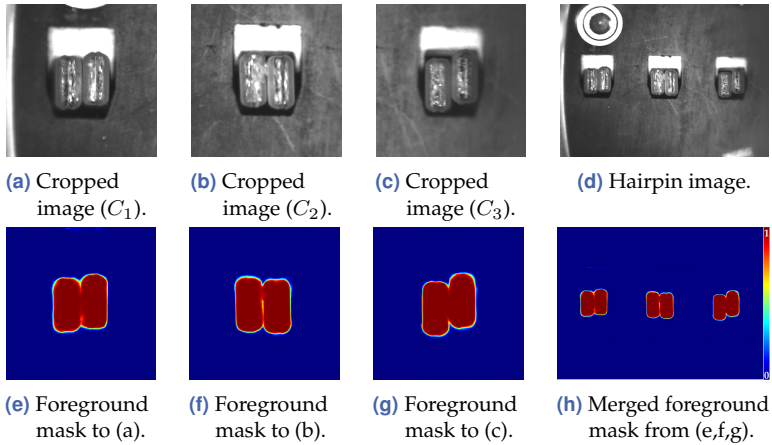 (a) Cropped
image (C₁).
(b) Cropped
image (C₂).
(c) Cropped
image (C₃).
(d) Hairpin image.
1
0
(e) Foreground
mask to (a).
(f) Foreground
mask to (b).
(g) Foreground
mask to (c).
(h) Merged foreground
mask from (e,f,g).